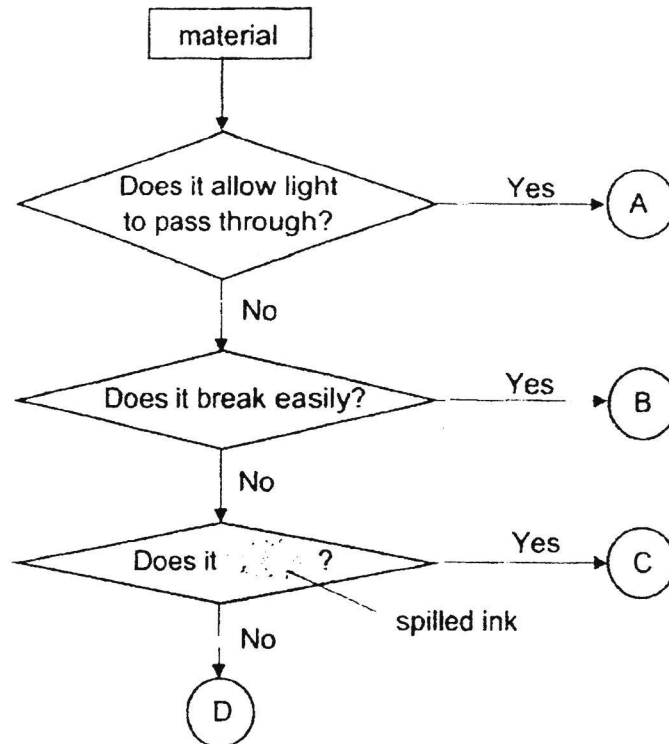 material
Does it allow light
to pass through?
Yes
A
No
Does it break easily?
Yes
B
No
Does it ?
Yes
C
spilled ink
No
D